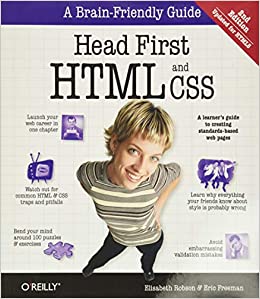 A Brain-Friendly Guide
2nd Edition
Updated for HTML5
Head First
HTML and CSS
Launch your
web career in
one chapter
A learner's guide
to creating
standards-based
web pages
Watch out for
common HTML & CSS
traps and pitfalls
Learn why everything
your friends know about
style is probably wrong
Bend your mind
around 100 puzzles
& exercises
Avoid
embarrassing
validation mistakes
O'REILLY®
Elisabeth Robson & Eric Freeman